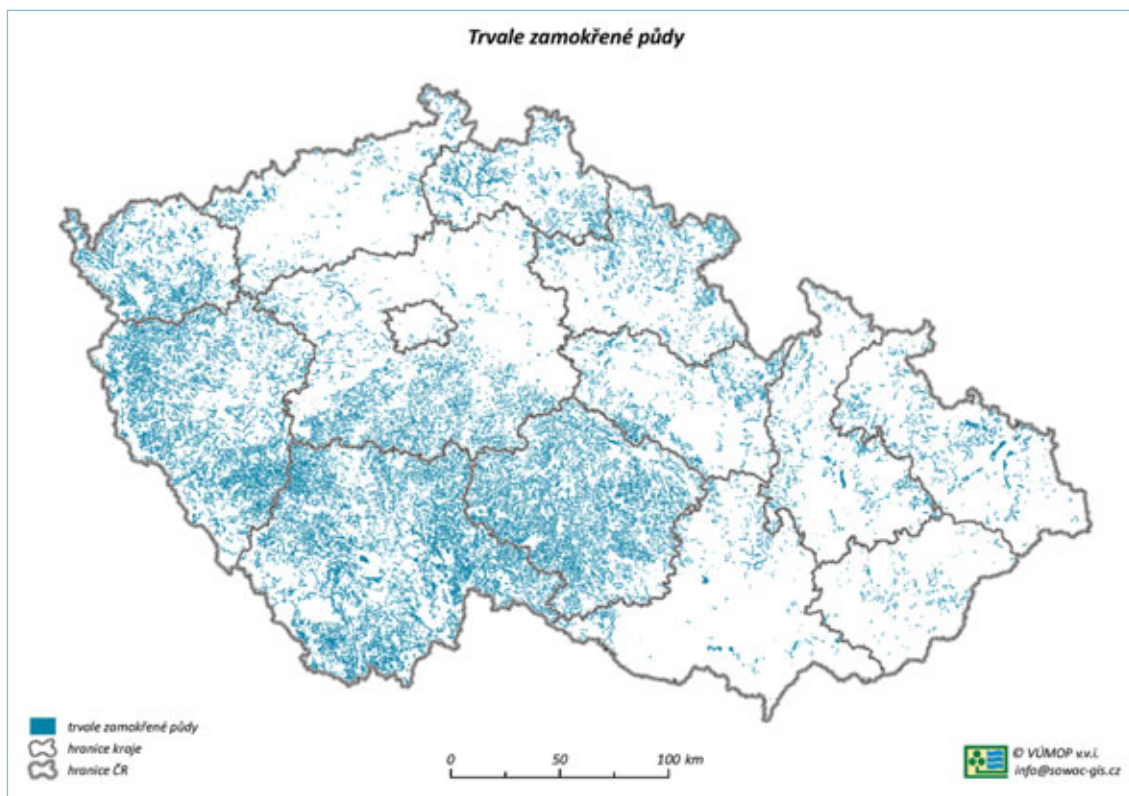 Trvale zamokřené půdy
trvale zamokřené půdy
hranice kraje
hranice ČR
0 50 100 km
© VÚMOP v.v.i.
info@sowac-gis.cz